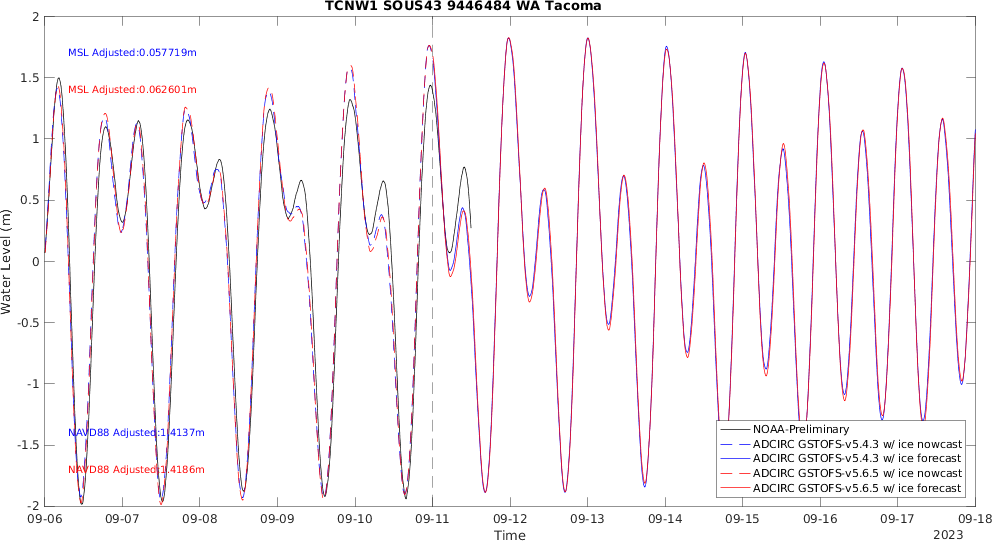 TCNW1 SOUS43 9446484 WA Tacoma
2
1.5
1
0.5
0
-0.5
-1
-1.5
-2
Water Level (m)
MSL Adjusted:0.057719m
MSL Adjusted:0.062601m
NAVD88 Adjusted:1.4137m
NAVD88 Adjusted:1.4186m
NOAA-Preliminary
ADCIRC GSTOFS-v5.4.3 w/ ice nowcast
ADCIRC GSTOFS-v5.4.3 w/ ice forecast
ADCIRC GSTOFS-v5.6.5 w/ ice nowcast
ADCIRC GSTOFS-v5.6.5 w/ ice forecast
09-06 09-07 09-08 09-09 09-10 09-11 09-12 09-13 09-14 09-15 09-16 09-17 09-18
Time
2023